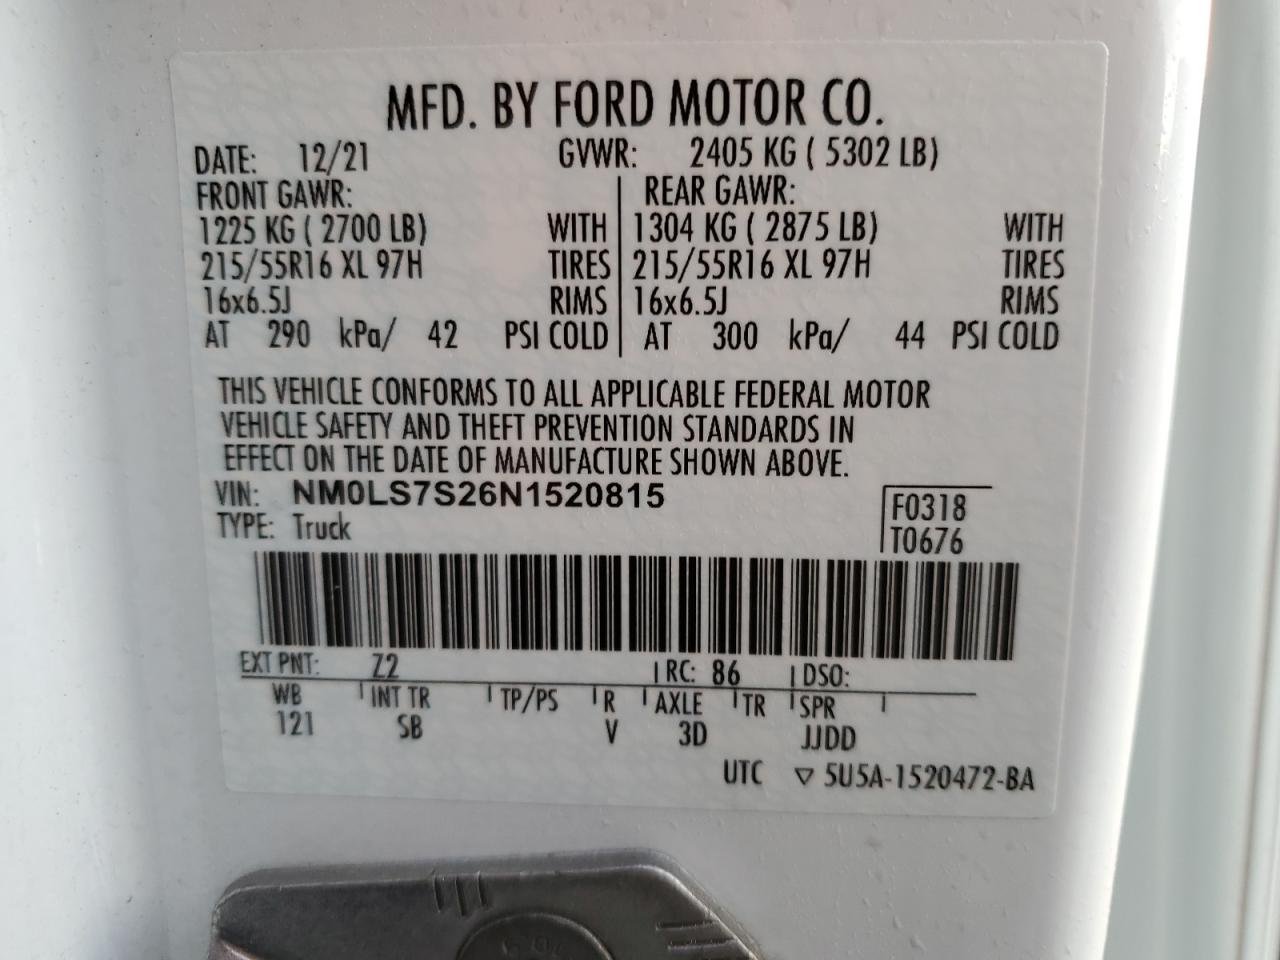 MFD. BY FORD MOTOR CO.
DATE: 12/21 GVWR: 2405 KG ( 5302 LB)
FRONT GAWR: REAR GAWR:
1225 KG ( 2700 LB) WITH 1304 KG ( 2875 LB) WITH
215/55R16 XL 97H TIRES 215/55R16 XL 97H TIRES
16x6.5J RIMS 16x6.5J RIMS
AT 290 kPa/ 42 PSI COLD AT 300 kPa/ 44 PSI COLD
THIS VEHICLE CONFORMS TO ALL APPLICABLE FEDERAL MOTOR
VEHICLE SAFETY AND THEFT PREVENTION STANDARDS IN
EFFECT ON THE DATE OF MANUFACTURE SHOWN ABOVE.
VIN: NM0LS7S26N1520815 F0318
TYPE: Truck T0676
EXT PNT: Z2 RC: 86 DSO:
WB INT TR TP/PS R AXLE TR SPR
121 SB V 3D JJDD
UTC ▽ 5U5A-1520472-BA